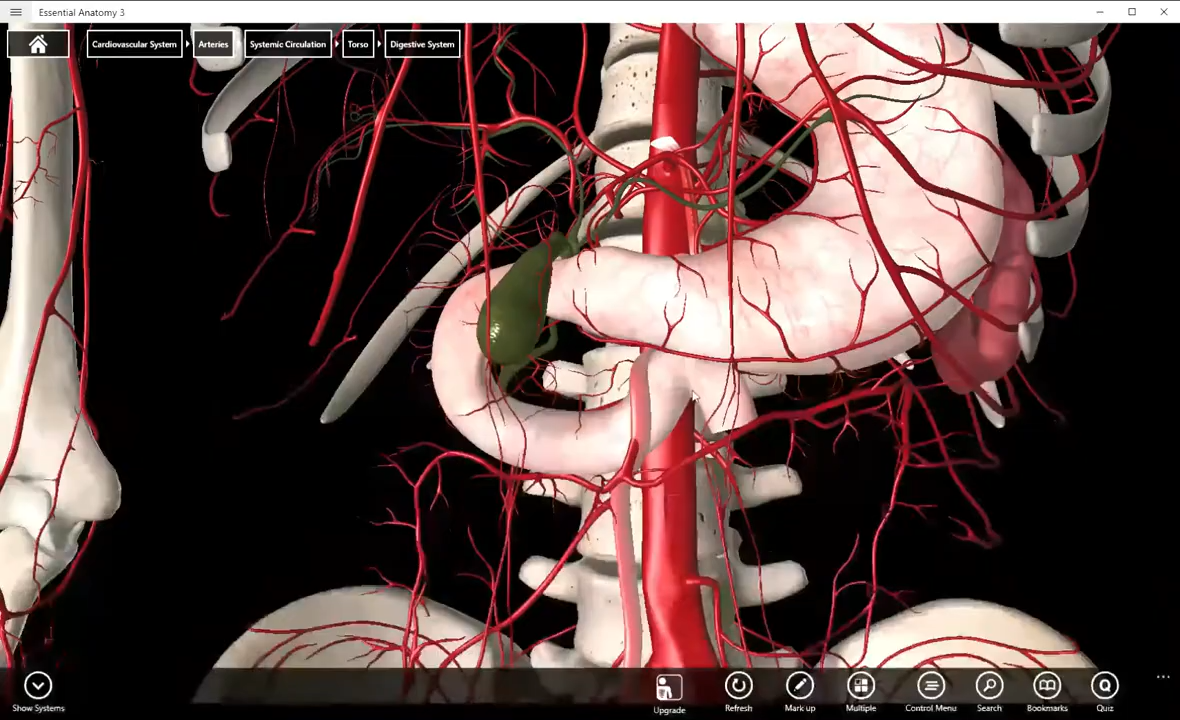 Essential Anatomy 3
Cardiovascular System
Arteries
Systemic Circulation
Torso
Digestive System
Show Systems
Upgrade
Refresh
Mark up
Multiple
Control Menu
Search
Bookmarks
Q
Quiz